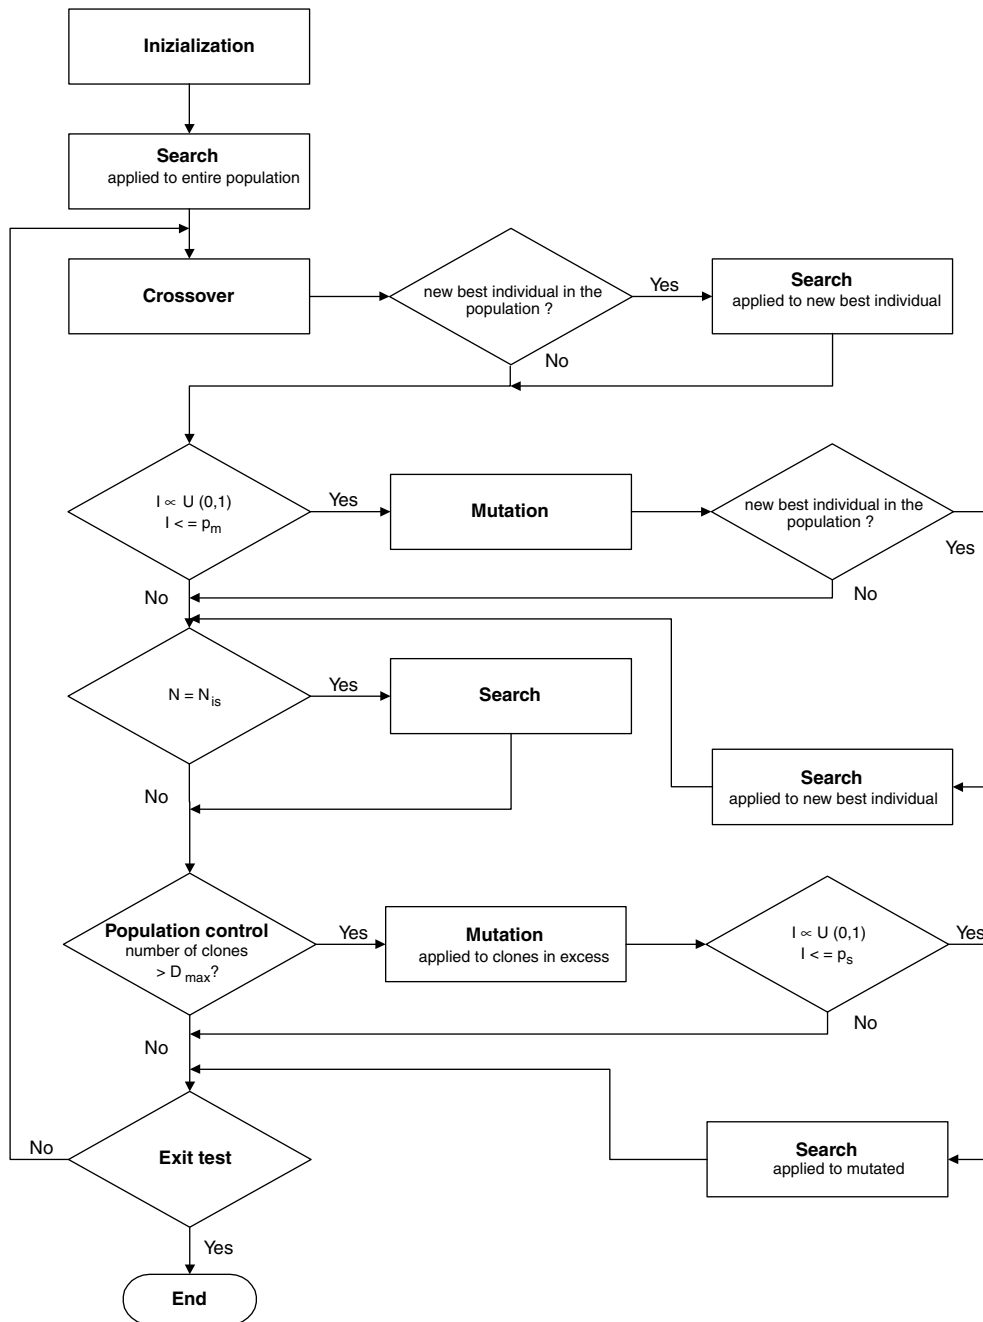 Inizialization
Search
applied to entire population
Crossover
new best individual in the
population ?
Yes
Search
applied to new best individual
No
I ∝ U (0,1)
I < = pm
Yes
Mutation
new best individual in the
population ?
Yes
No
No
N = Nis
Yes
Search
No
Search
applied to new best individual
Population control
number of clones
> Dmax?
Yes
Mutation
applied to clones in excess
I ∝ U (0,1)
I < = ps
Yes
No
No
Exit test
No
Search
applied to mutated
Yes
End